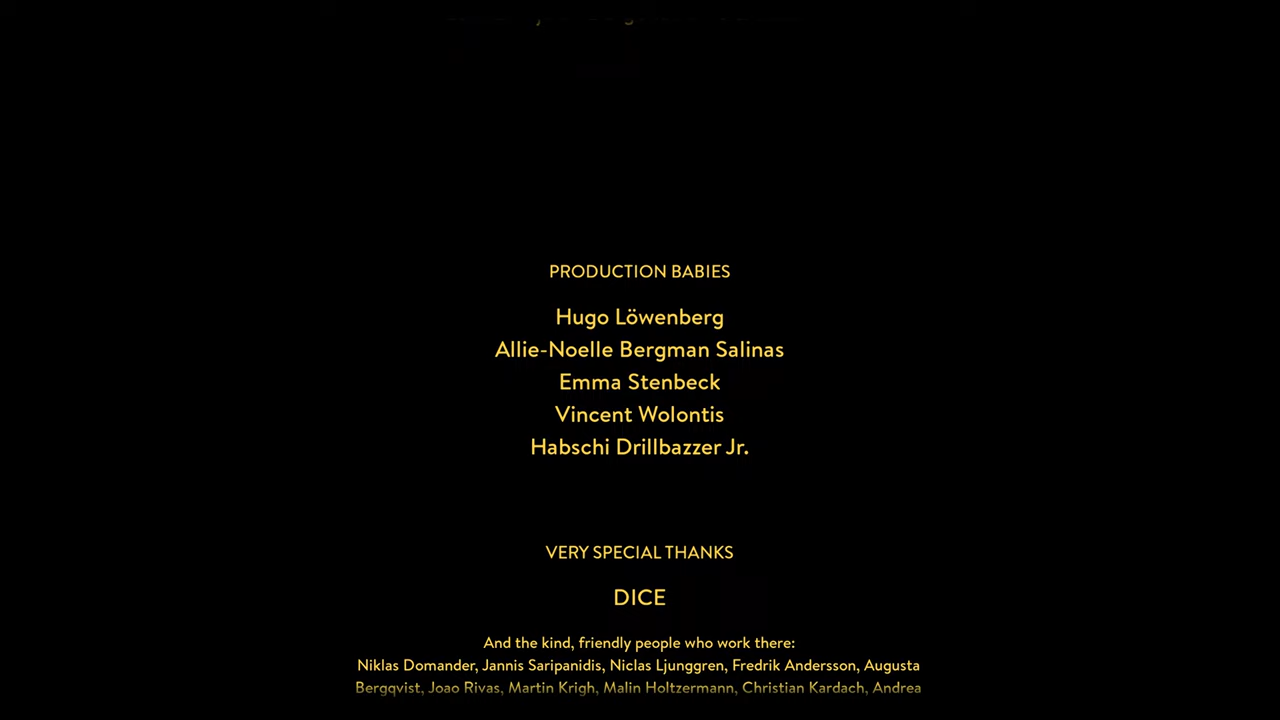 PRODUCTION BABIES
Hugo Löwenberg
Allie-Noelle Bergman Salinas
Emma Stenbeck
Vincent Wolontis
Habschi Drillbazzer Jr.
VERY SPECIAL THANKS
DICE
And the kind, friendly people who work there:
Niklas Domander, Jannis Saripanidis, Niclas Ljunggren, Fredrik Andersson, Augusta
Bergqvist, Joao Rivas, Martin Krigh, Malin Holtzermann, Christian Kardach, Andrea